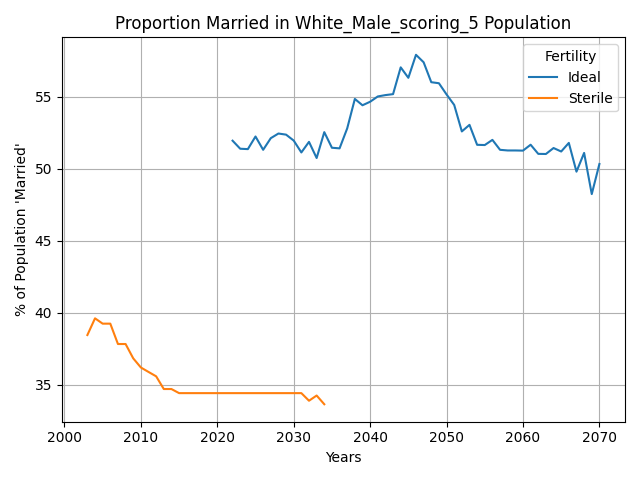 Proportion Married in White_Male_scoring_5 Population
Fertility
Ideal
Sterile
% of Population 'Married'
55
50
45
40
35
2000 2010 2020 2030 2040 2050 2060 2070
Years